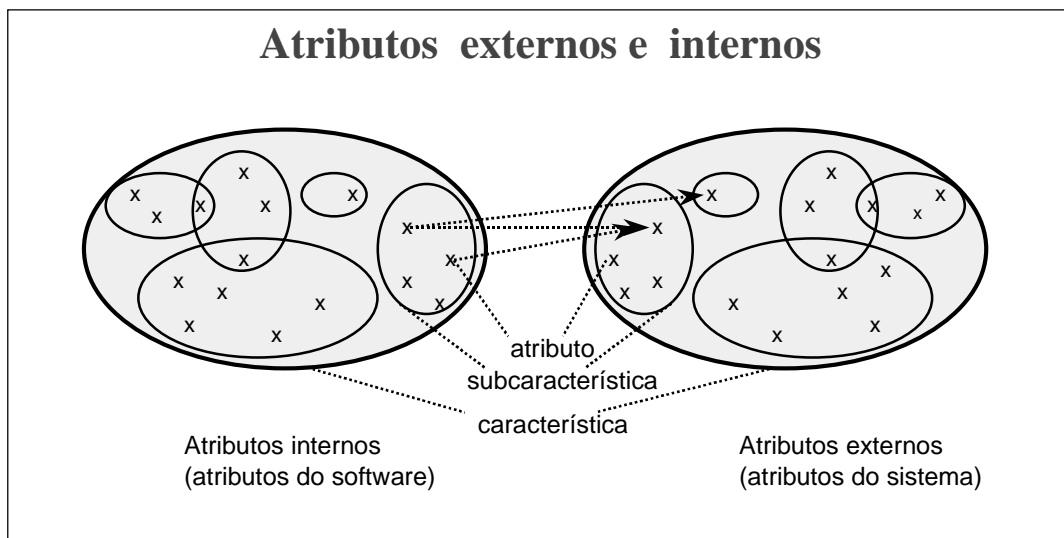 Atributos externos e internos
x x x x x x x x x x x x x x x x x x
x x x x x x x x x x x x x x x x x x
atributo
subcaracterística
característica
Atributos internos
(atributos do software)
Atributos externos
(atributos do sistema)